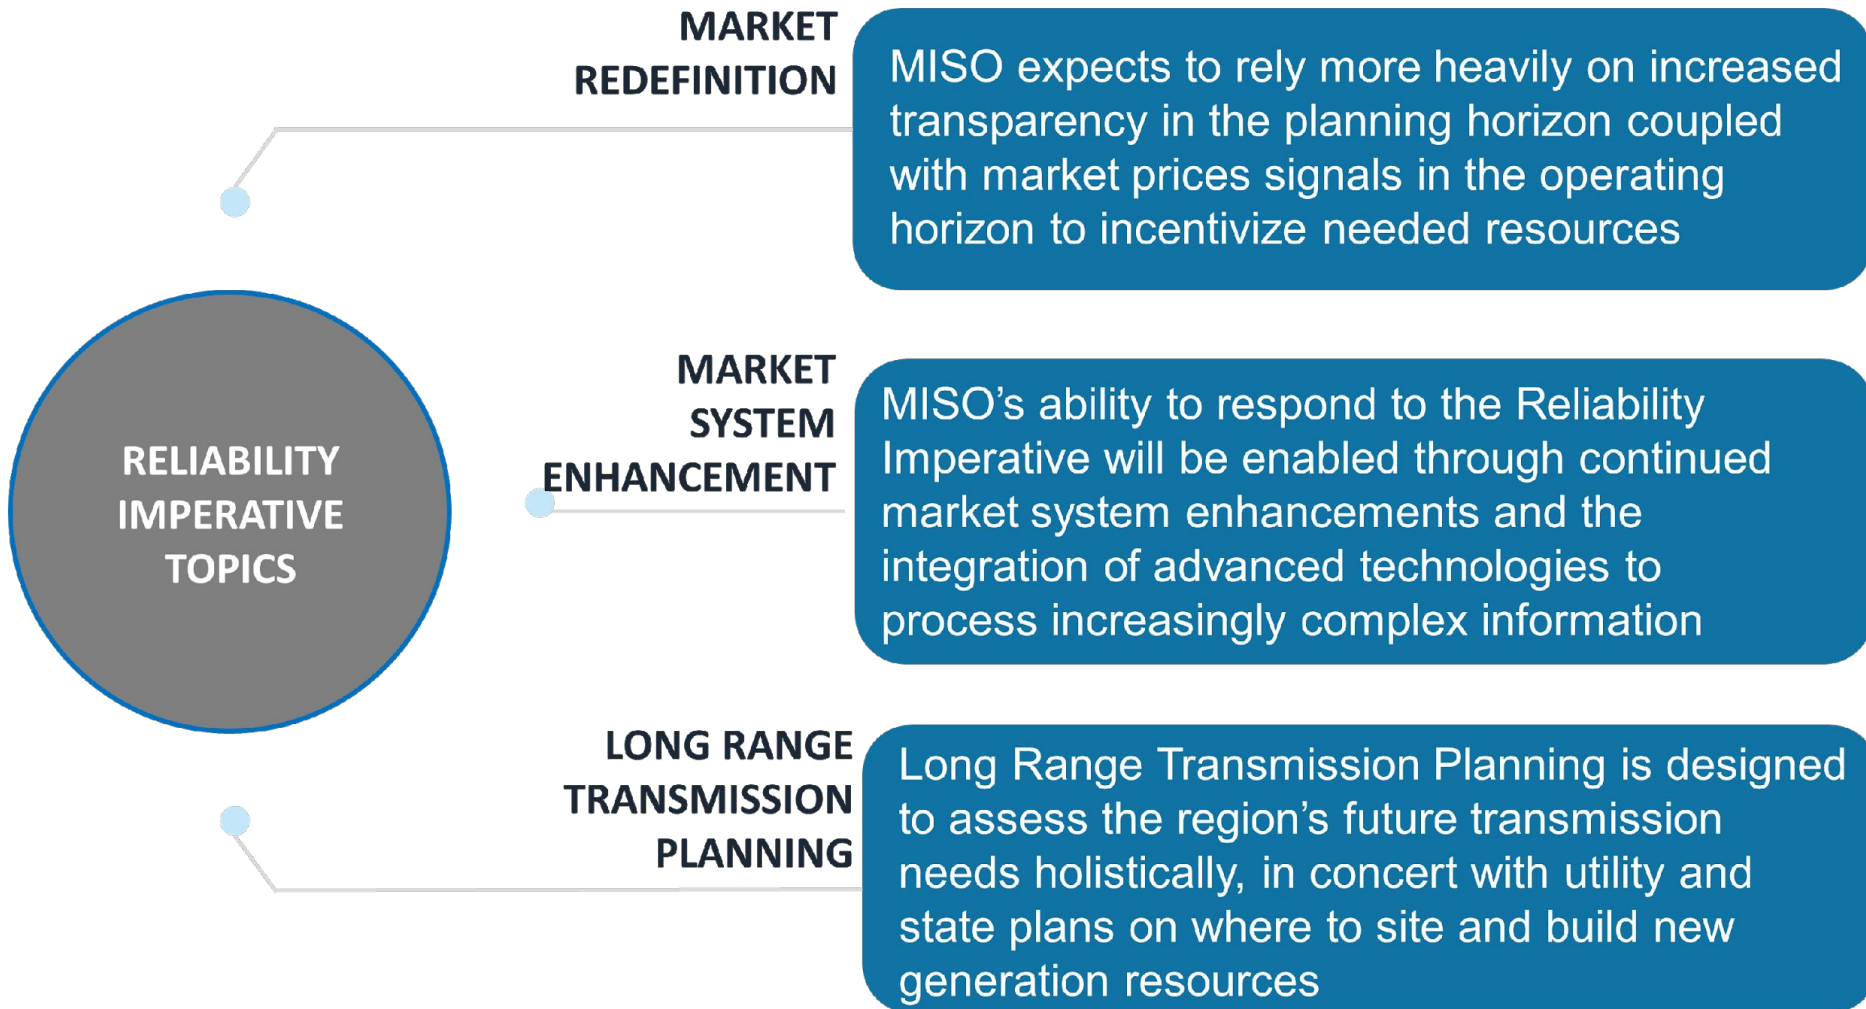 RELIABILITY
IMPERATIVE
TOPICS
MARKET
REDEFINITION
MISO expects to rely more heavily on increased
transparency in the planning horizon coupled
with market prices signals in the operating
horizon to incentivize needed resources
MARKET
SYSTEM
ENHANCEMENT
MISO’s ability to respond to the Reliability
Imperative will be enabled through continued
market system enhancements and the
integration of advanced technologies to
process increasingly complex information
LONG RANGE
TRANSMISSION
PLANNING
Long Range Transmission Planning is designed
to assess the region’s future transmission
needs holistically, in concert with utility and
state plans on where to site and build new
generation resources